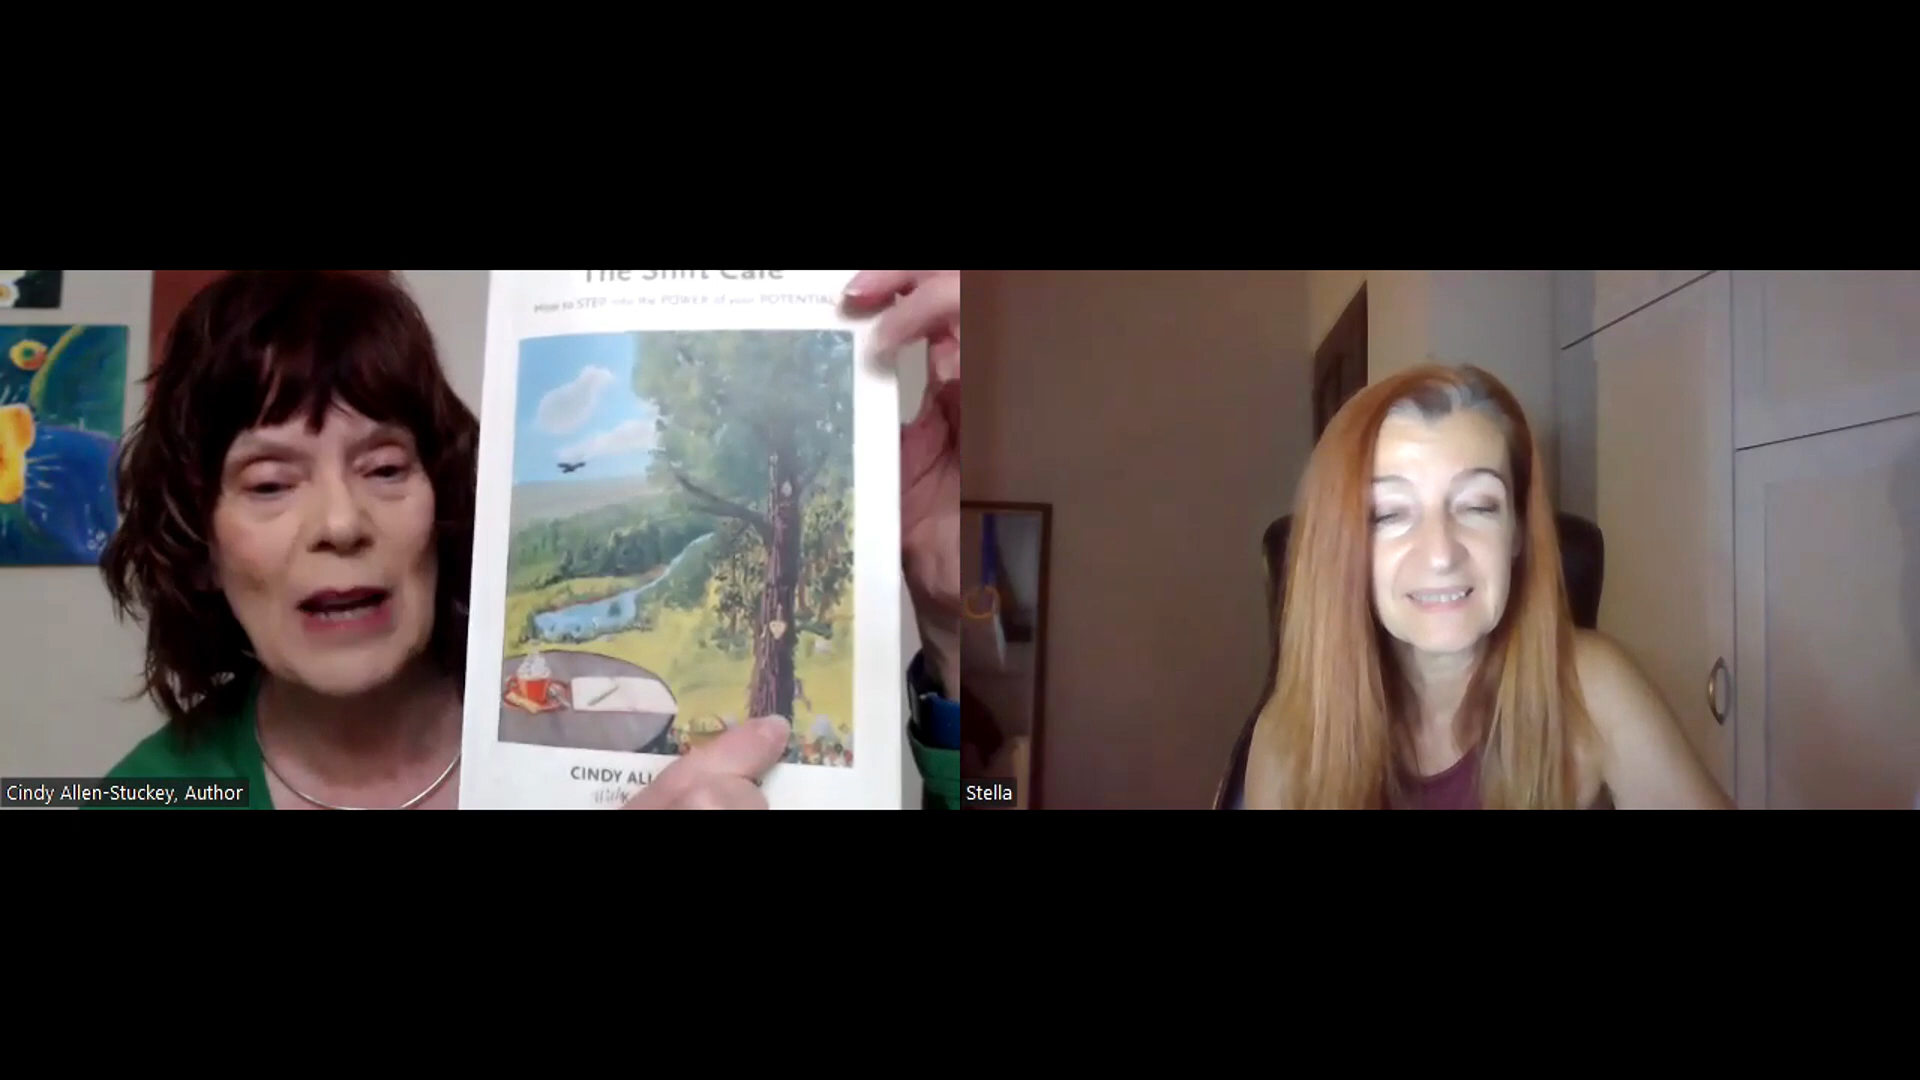 The Shift Cafe
How to STEP into the POWER of your POTENTIAL
CINDY ALL
Cindy Allen-Stuckey, Author
Stella